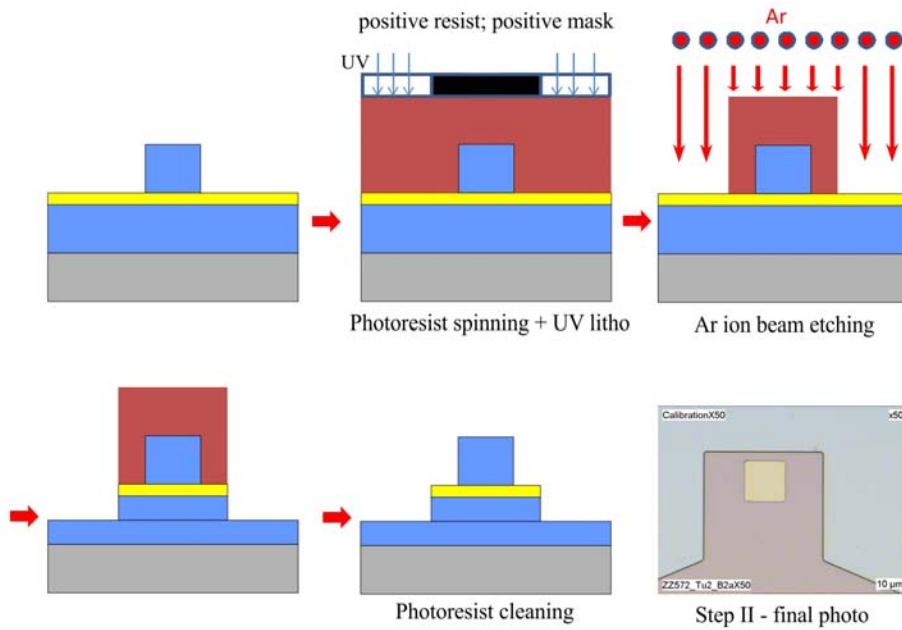 positive resist; positive mask
UV
Ar
Photoresist spinning + UV litho
Ar ion beam etching
CalibrationX50
x50
ZZ572_Tu2_B2aX50
10 μm
Photoresist cleaning
Step II - final photo